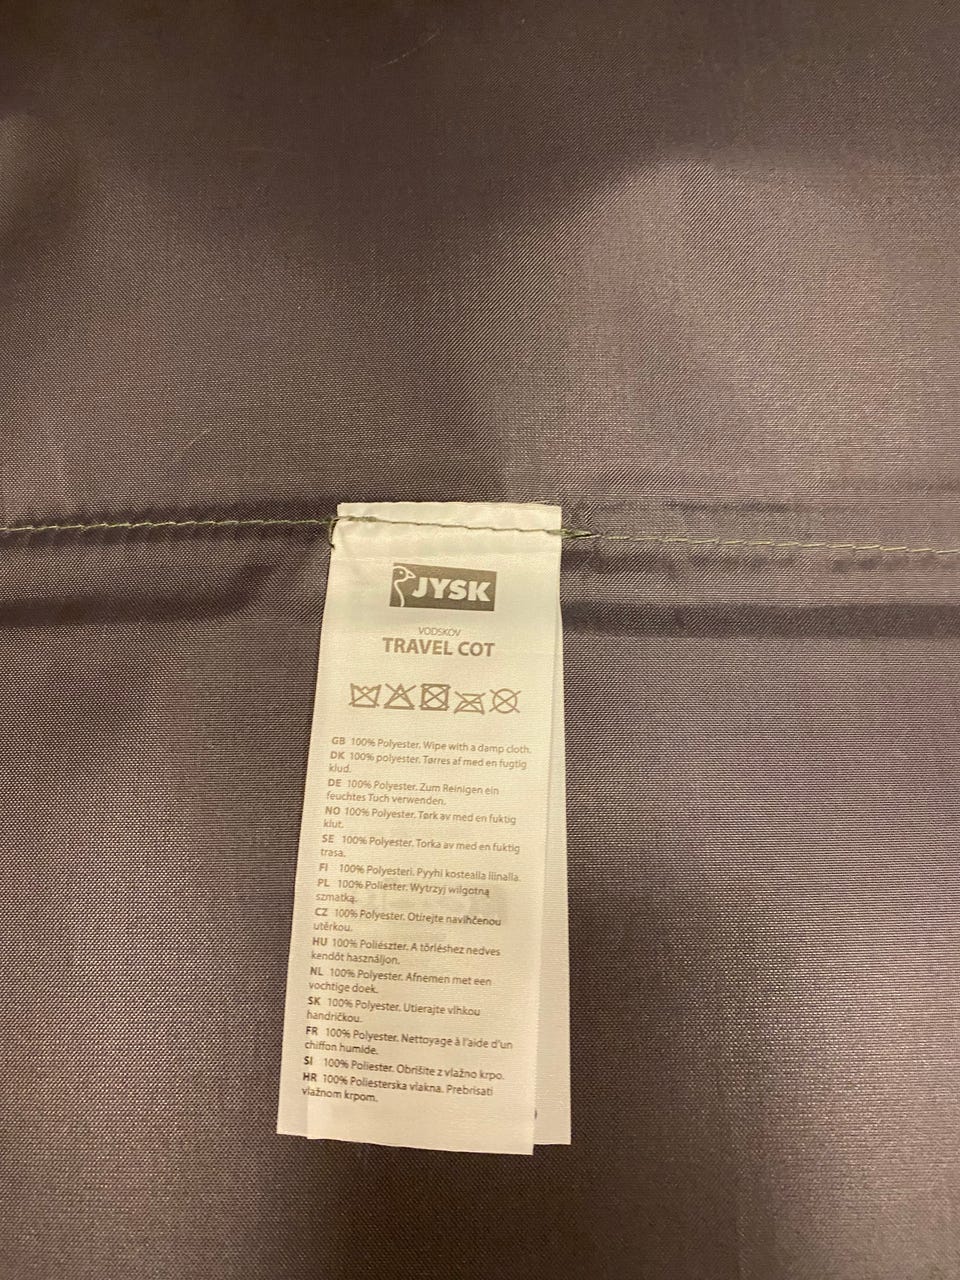 JYSK
VODSKOV
TRAVEL COT
GB 100% Polyester. Wipe with a damp cloth.
DK 100% polyester. Tørres af med en fugtig
klud.
DE 100% Polyester. Zum Reinigen ein
feuchtes Tuch verwenden.
NO 100% Polyester. Tørk av med en fuktig
klut.
SE 100% Polyester. Torka av med en fuktig
trasa.
FI 100% Polyesteri. Pyyhi kostealla liinalla.
PL 100% Poliester. Wytrzyj wilgotną
szmatką.
CZ 100% Polyester. Otírejte navlhčenou
utěrkou.
HU 100% Poliészter. A törléshez nedves
kendőt használjon.
NL 100% Polyester. Afnemen met een
vochtige doek.
SK 100% Polyester. Utierajte vlhkou
handričkou.
FR 100% Polyester. Nettoyage à l'aide d'un
chiffon humide.
SI 100% Poliester. Obrišite z vlažno krpo.
HR 100% Poliesterska vlakna. Prebrisati
vlažnom krpom.